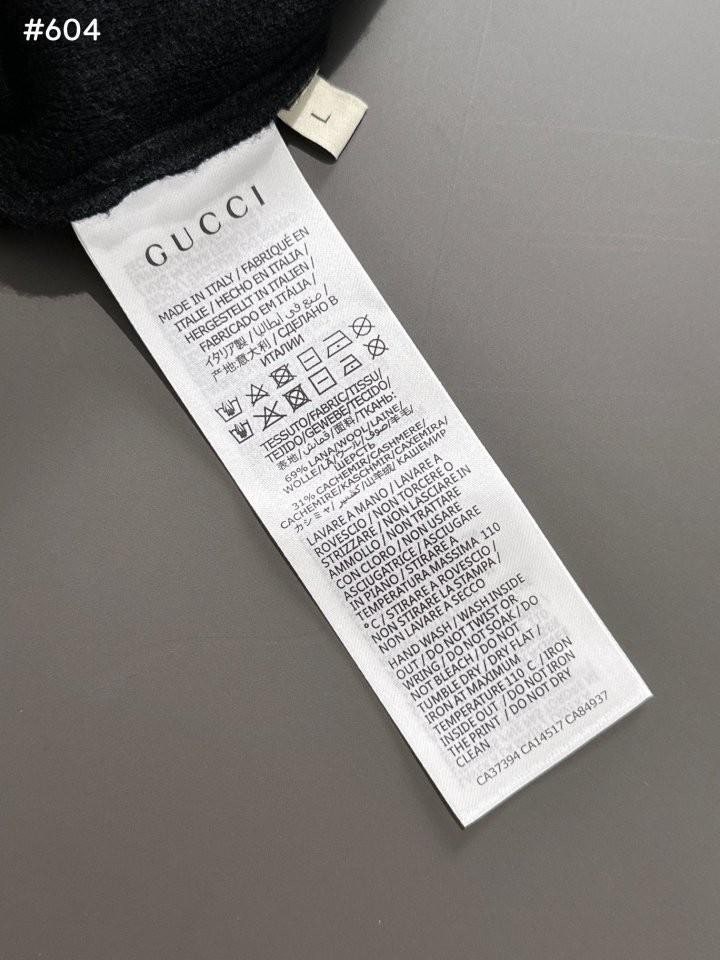 #604
L
GUCCI
MADE IN ITALY / FABRIQUÉ EN
ITALIE / HECHO EN ITALIA /
HERGESTELLT IN ITALIEN /
FABRICADO EM ITÁLIA /
イタリア製 / صنع في إيطاليا /
产地:意大利 / СДЕЛАНО В
ИТАЛИИ
TESSUTO/FABRIC/TISSU/
TEJIDO/GEWEBE/TECIDO/
表地/قماش/面料/ТКАНЬ:
69% LANA/WOOL/LAINE/
WOLLE/LÃ/ウール/صوف/羊毛/
ШЕРСТЬ
31% CACHEMIR/CASHMERE/
CACHEMIRE/KASCHMIR/CAXEMIRA/
カシミヤ/كشمير/山羊绒/КАШЕМИР
LAVARE A MANO / LAVARE A
ROVESCIO / NON TORCERE O
STRIZZARE / NON LASCIARE IN
AMMOLLO / NON TRATTARE
CON CLORO / NON USARE
ASCIUGATRICE / ASCIUGARE
IN PIANO / STIRARE A
TEMPERATURA MASSIMA 110
°C / STIRARE A ROVESCIO /
NON STIRARE LA STAMPA /
NON LAVARE A SECCO
HAND WASH / WASH INSIDE
OUT / DO NOT TWIST OR
WRING / DO NOT SOAK / DO
NOT BLEACH / DO NOT
TUMBLE DRY / DRY FLAT /
IRON AT MAXIMUM
TEMPERATURE110 C / IRON
INSIDE OUT / DO NOT IRON
THE PRINT / DO NOT DRY
CLEAN
CA37394 CA14517 CA84937